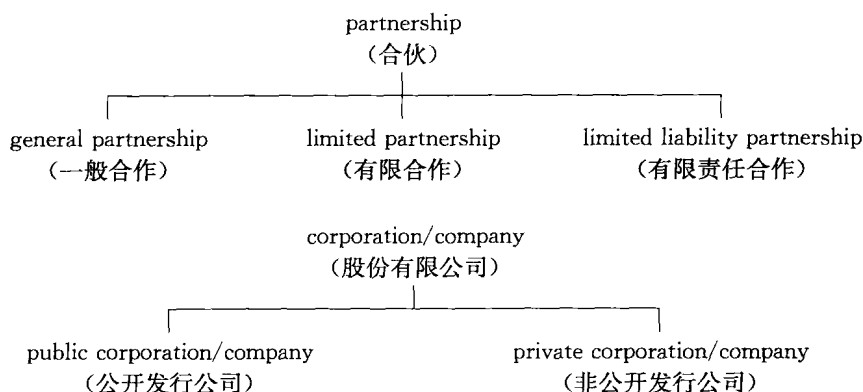 partnership
（合伙）
general partnership limited partnership limited liability partnership
（一般合作） （有限合作） （有限责任合作）
corporation/company
（股份有限公司）
public corporation/company private corporation/company
（公开发行公司） （非公开发行公司）